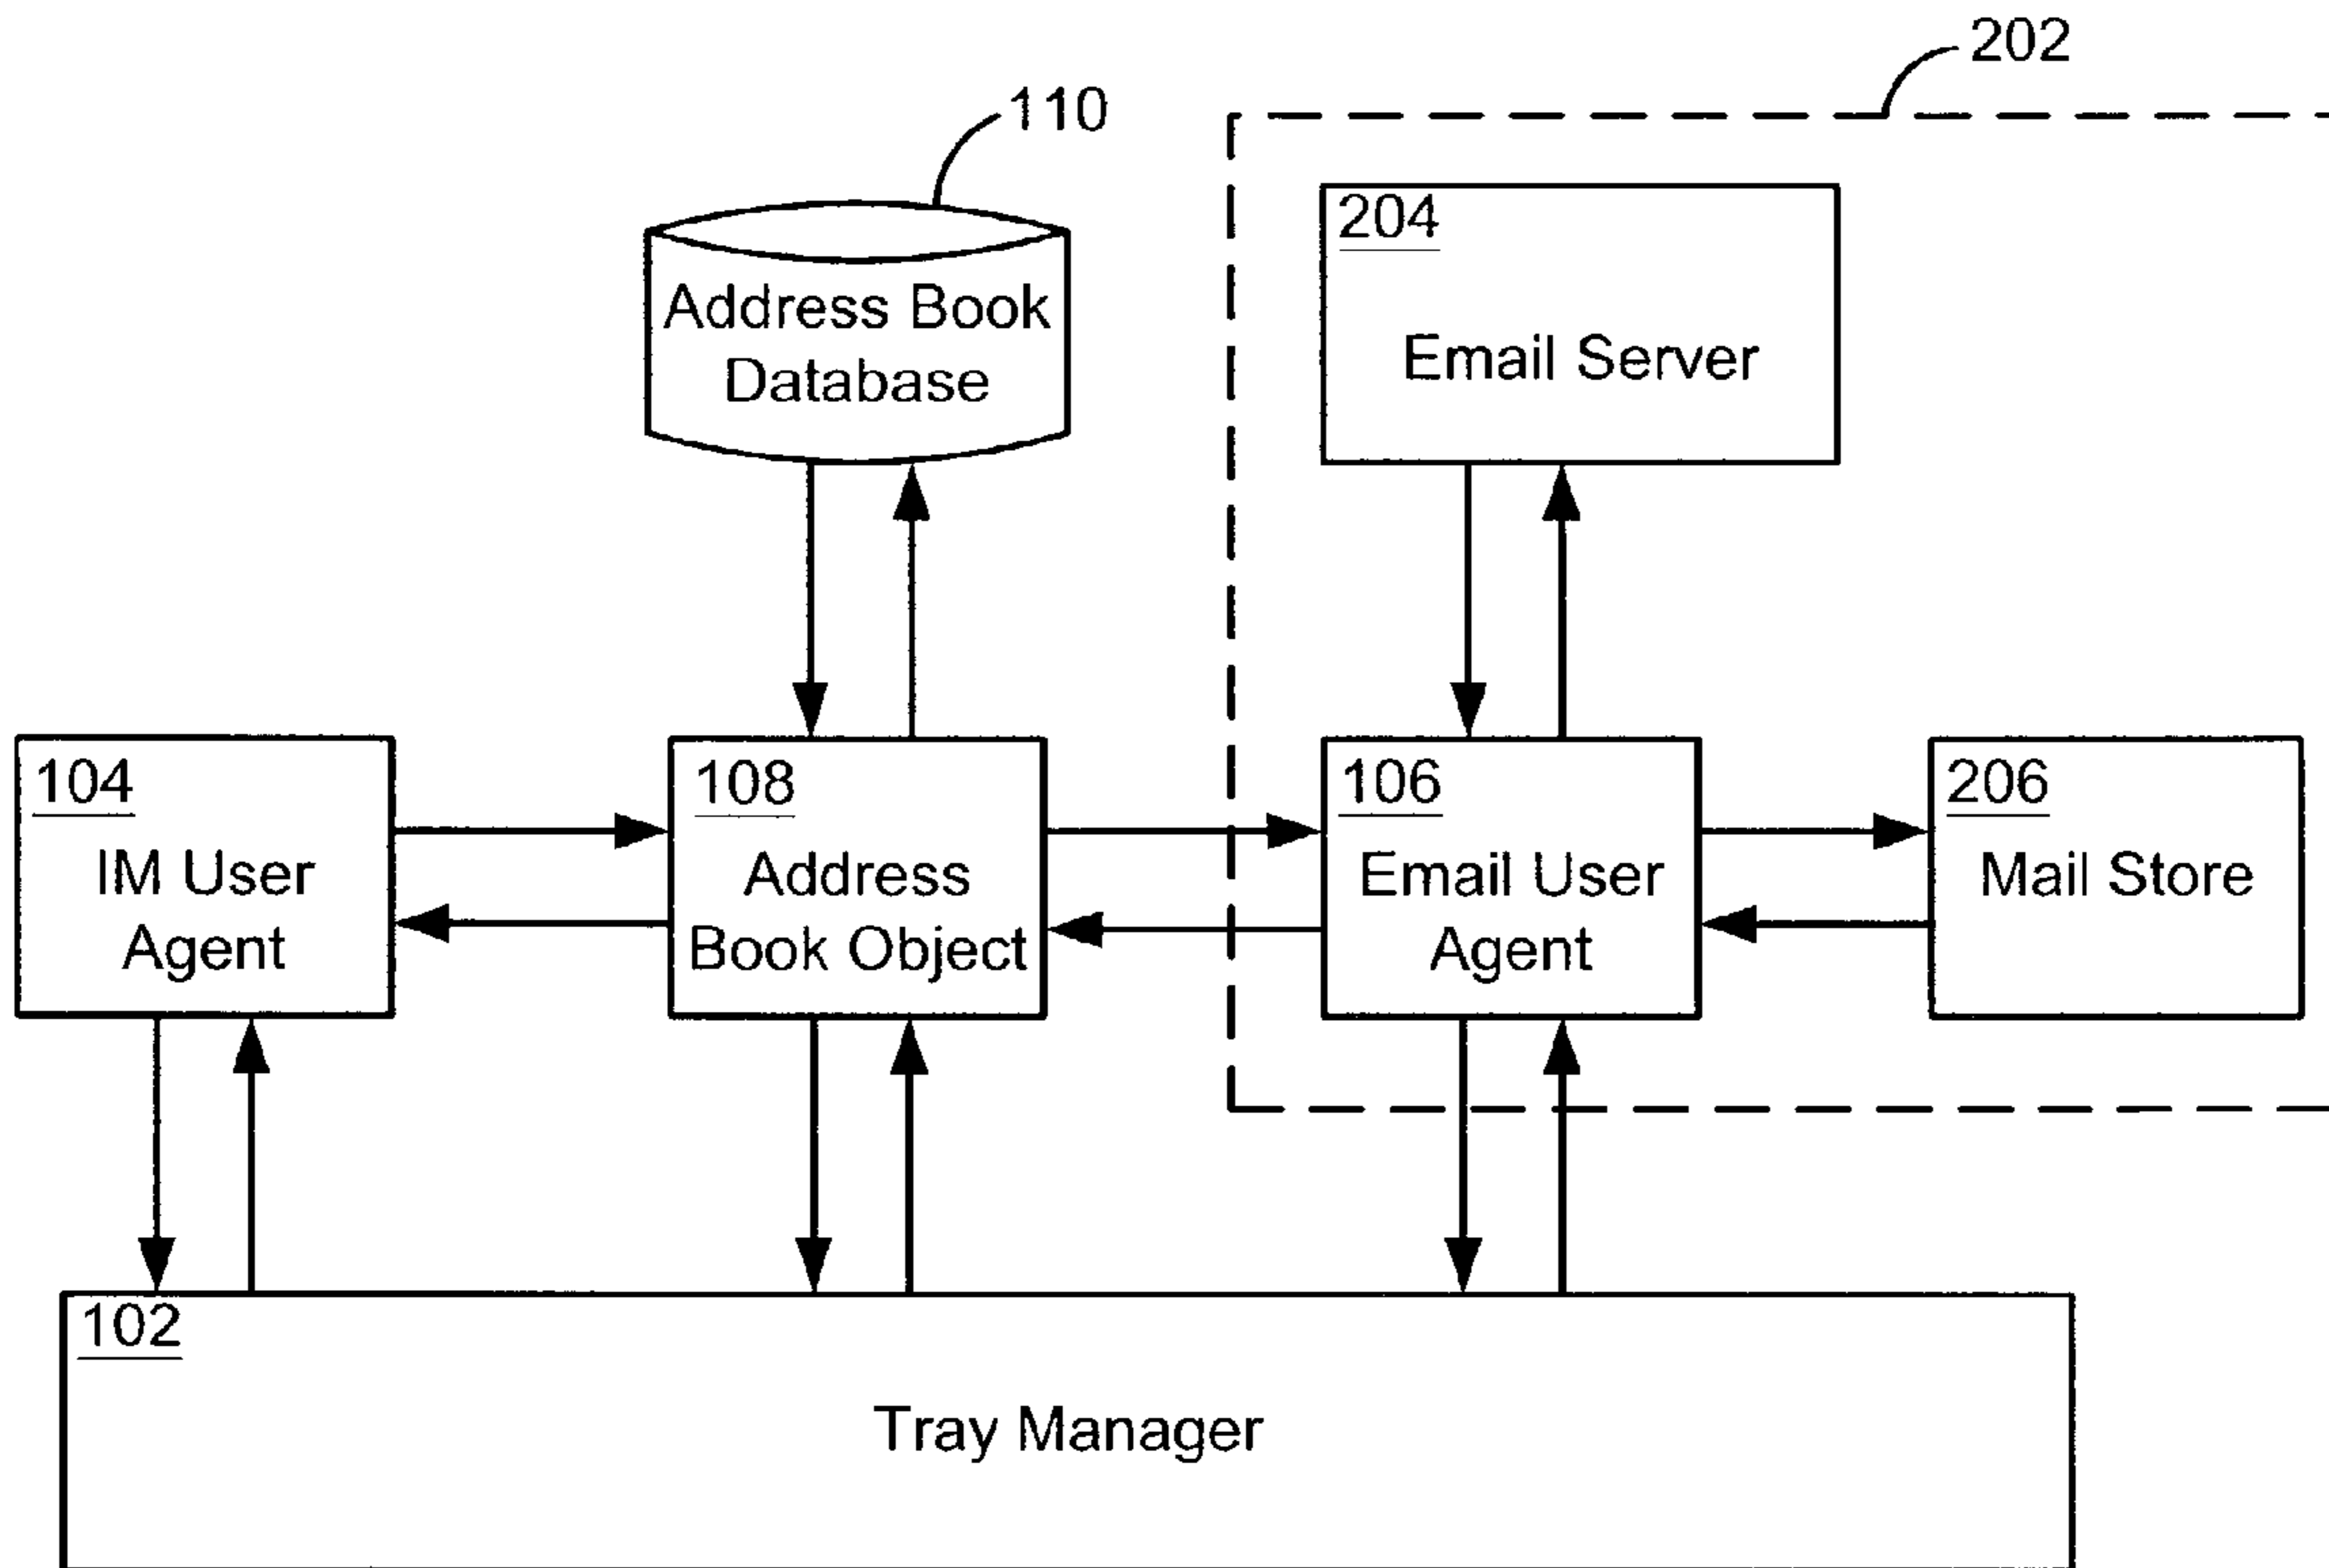 202
110
204
Address Book
Database
Email Server
104
IM User
Agent
108
Address
Book Object
106
Email User
Agent
206
Mail Store
102
Tray Manager